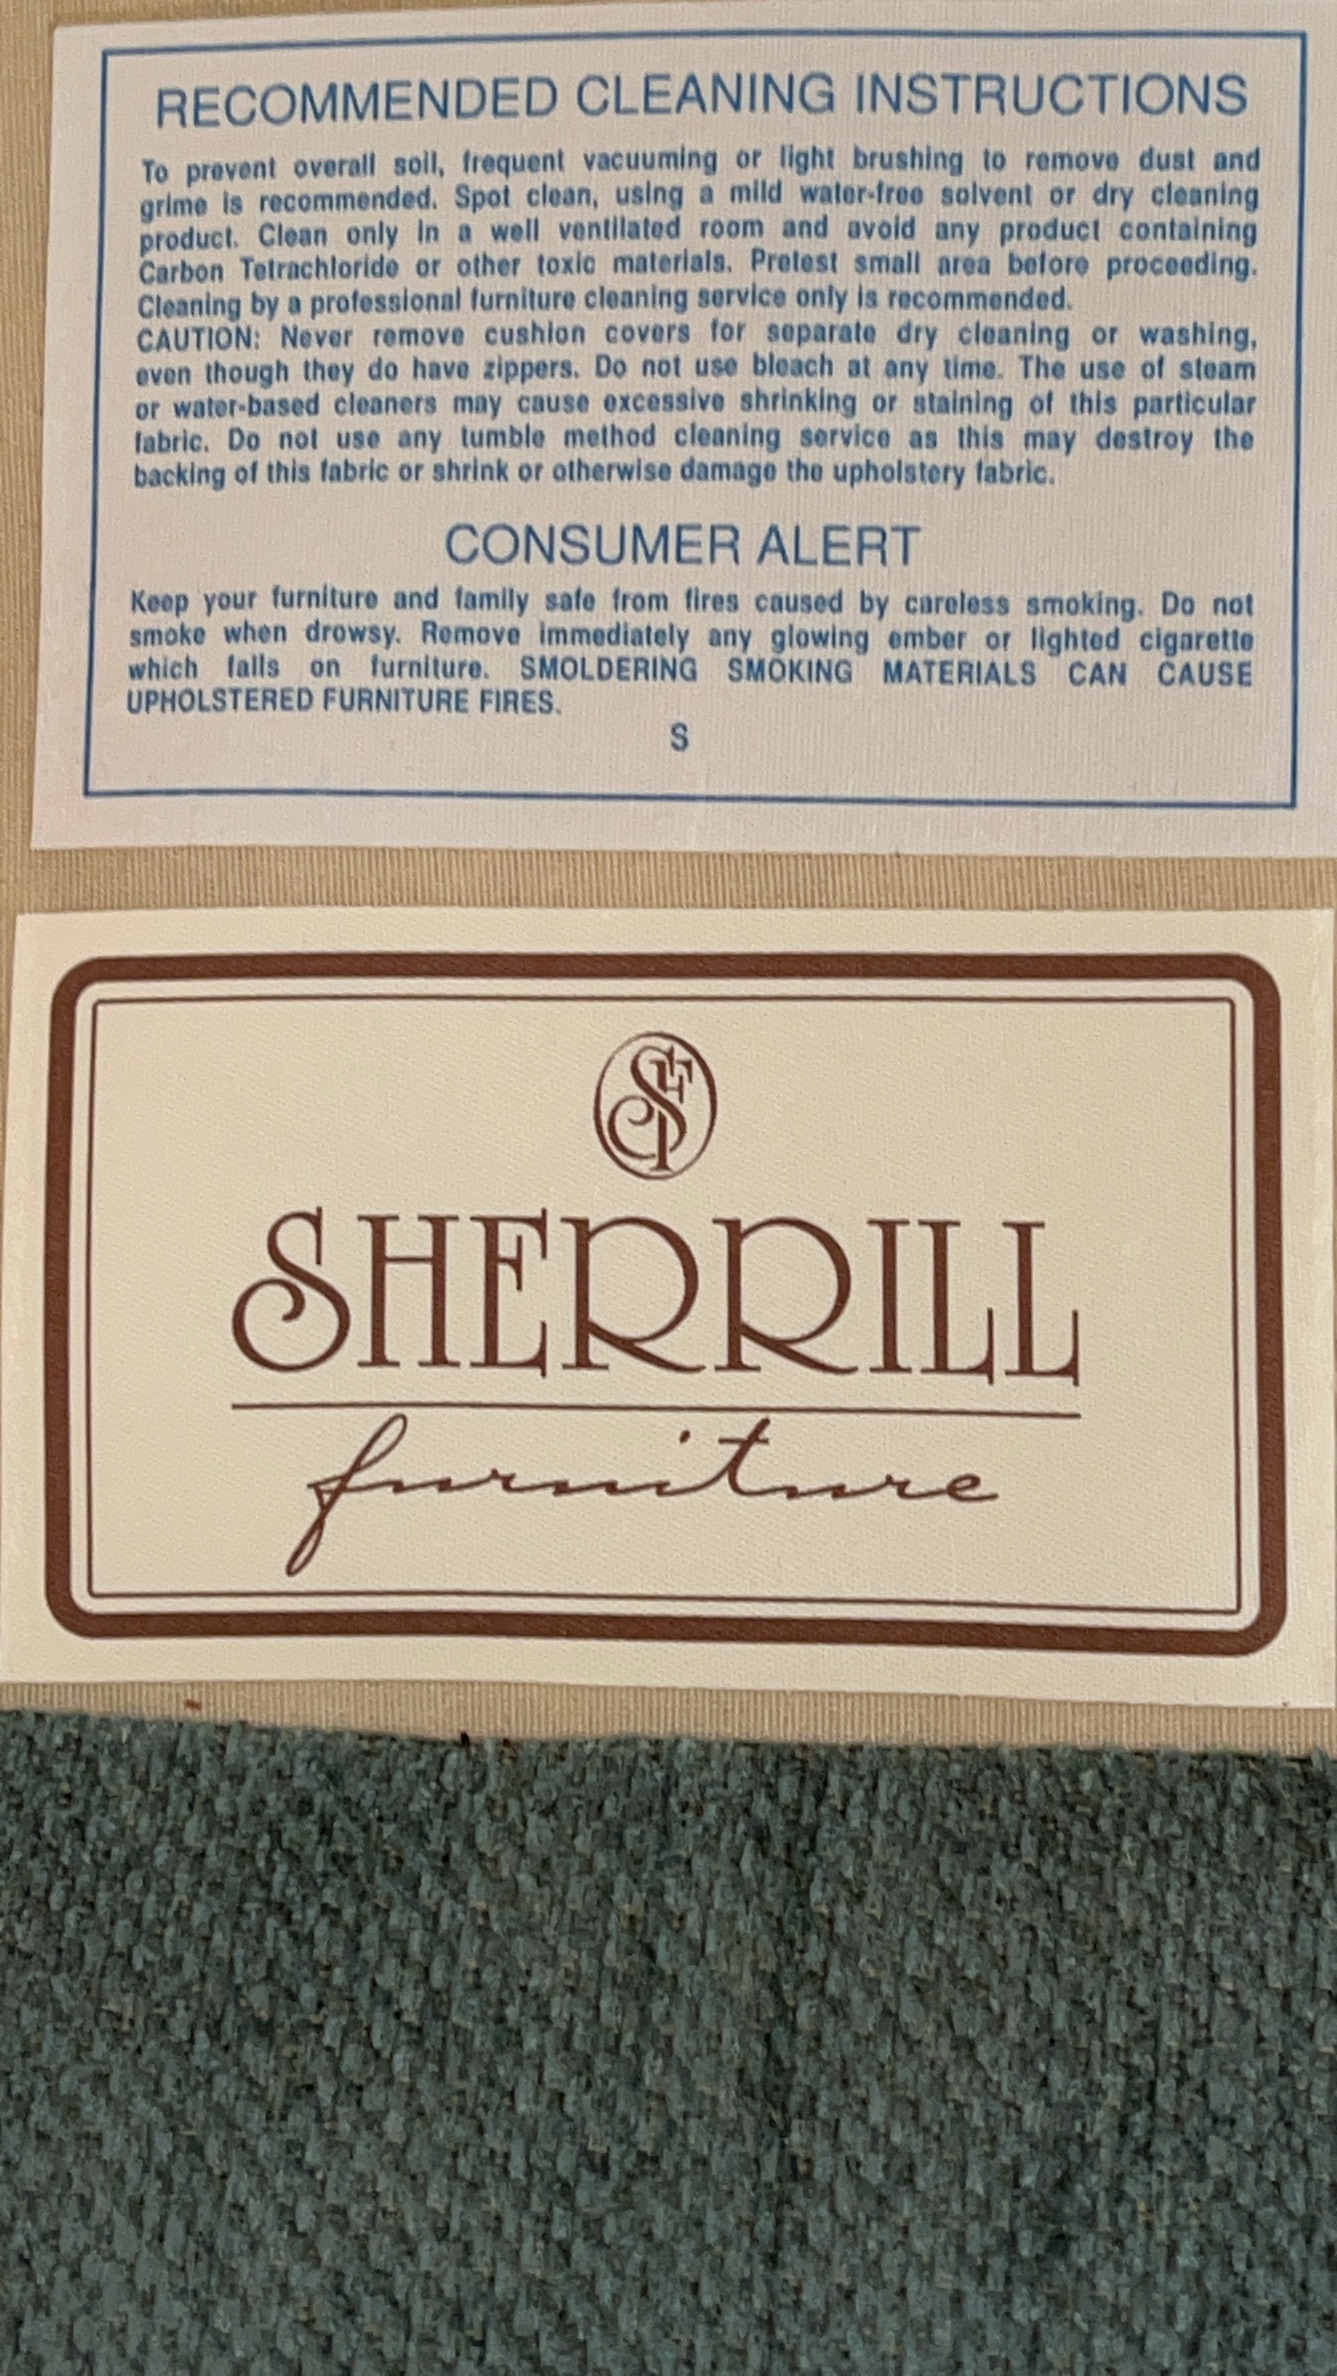 RECOMMENDED CLEANING INSTRUCTIONS
To prevent overall soil, frequent vacuuming or light brushing to remove dust and
grime is recommended. Spot clean, using a mild water-free solvent or dry cleaning
product. Clean only in a well ventilated room and avoid any product containing
Carbon Tetrachloride or other toxic materials. Pretest small area before proceeding.
Cleaning by a professional furniture cleaning service only is recommended.
CAUTION: Never remove cushion covers for separate dry cleaning or washing,
even though they do have zippers. Do not use bleach at any time. The use of steam
or water-based cleaners may cause excessive shrinking or staining of this particular
fabric. Do not use any tumble method cleaning service as this may destroy the
backing of this fabric or shrink or otherwise damage the upholstery fabric.
CONSUMER ALERT
Keep your furniture and family safe from fires caused by careless smoking. Do not
smoke when drowsy. Remove immediately any glowing ember or lighted cigarette
which falls on furniture. SMOLDERING SMOKING MATERIALS CAN CAUSE
UPHOLSTERED FURNITURE FIRES.
S
SHF
SHERRILL
furniture